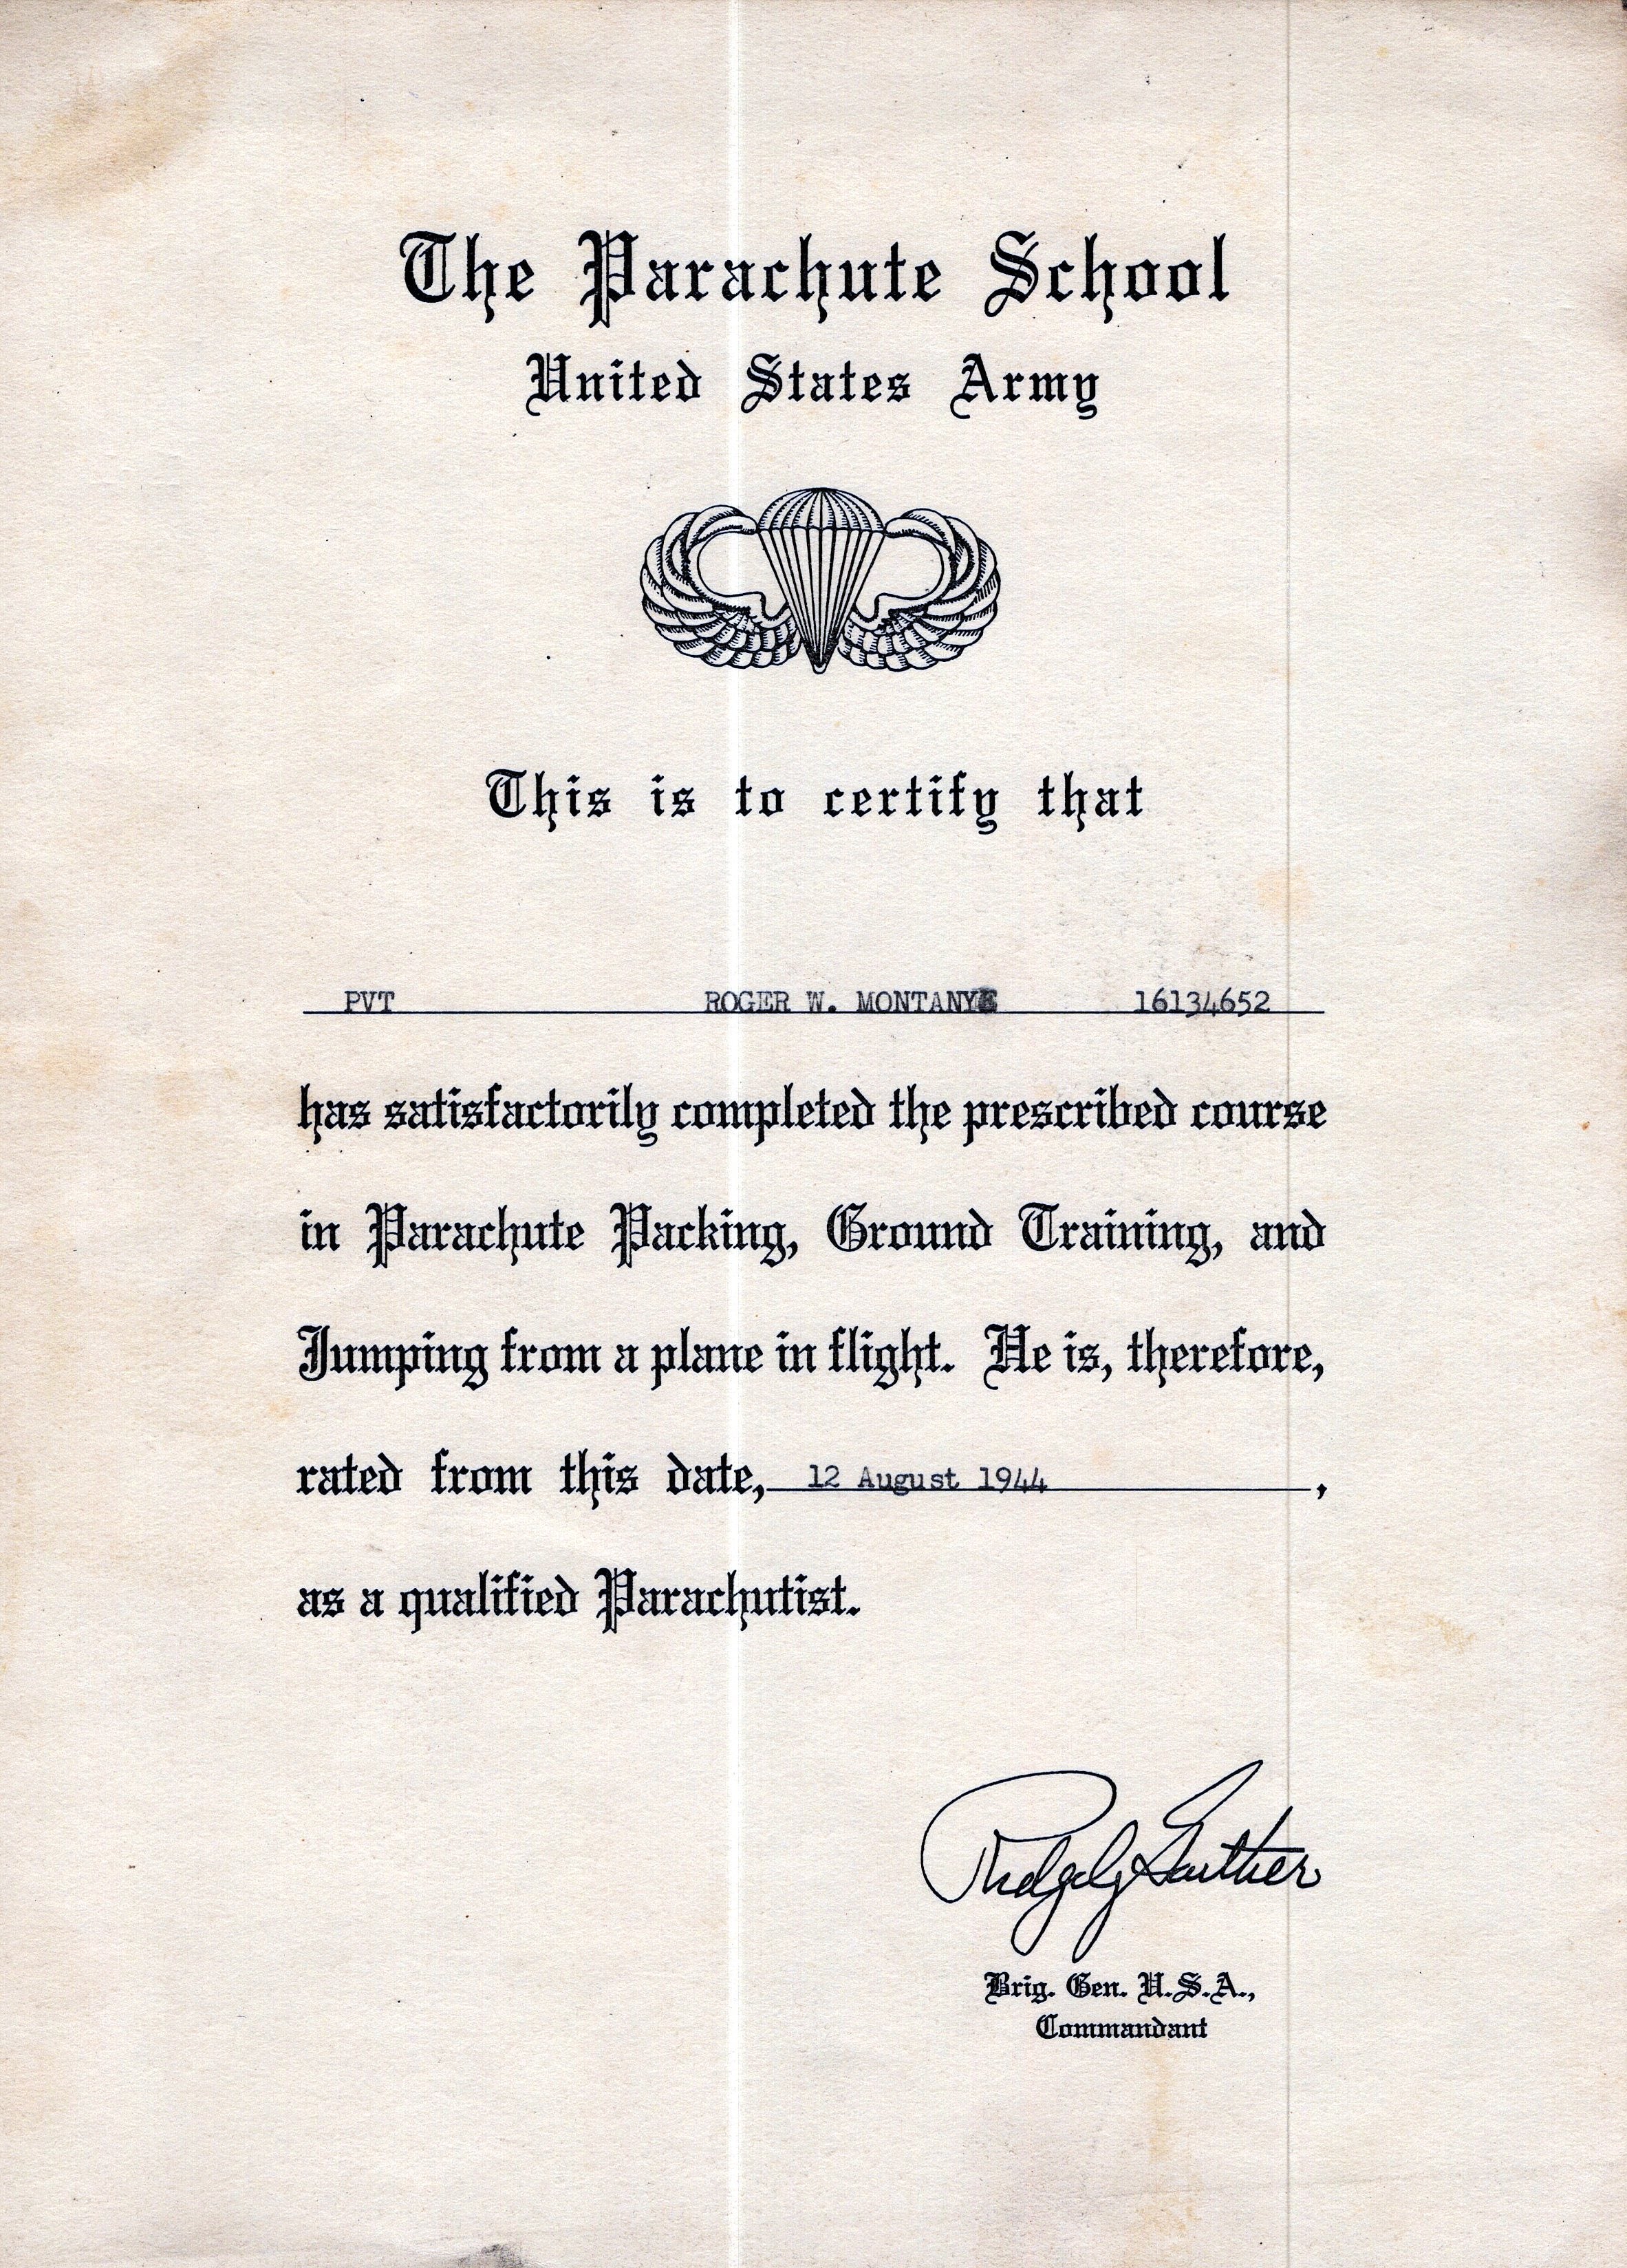 The Parachute School
United States Army
This is to certify that
PVT ROGER W. MONTANYE 16134652
has satisfactorily completed the prescribed course
in Parachute Packing, Ground Training, and
Jumping from a plane in flight. He is, therefore,
rated from this date, 12 August 1944,
as a qualified Parachutist.
Ridgely Gaither
Brig. Gen. U.S.A.,
Commandant